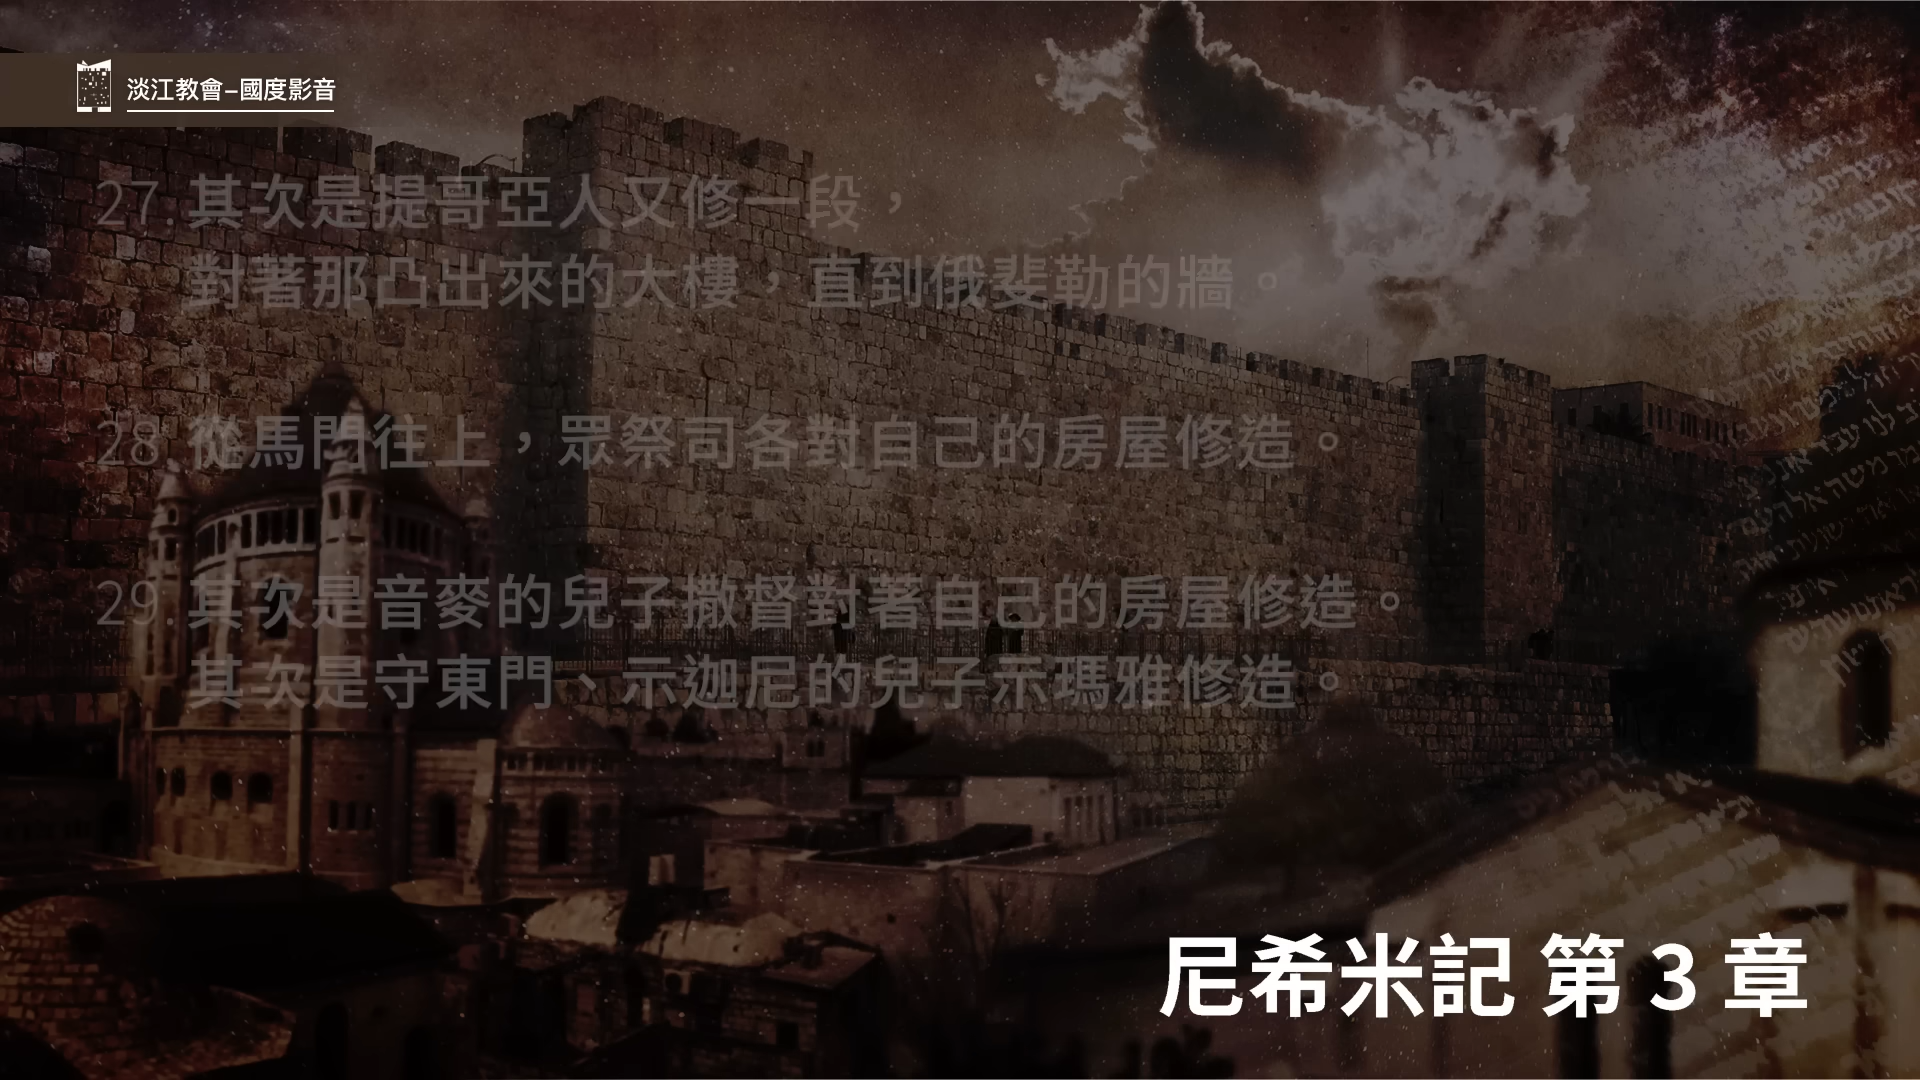 淡江教會–國度影音
27. 其次是提哥亞人又修一段，
對著那凸出來的大樓，直到俄斐勒的牆。
28. 從馬門往上，眾祭司各對自己的房屋修造。
29. 其次是音麥的兒子撒督對著自己的房屋修造。
其次是守東門、示迦尼的兒子示瑪雅修造。
尼希米記 第 3 章